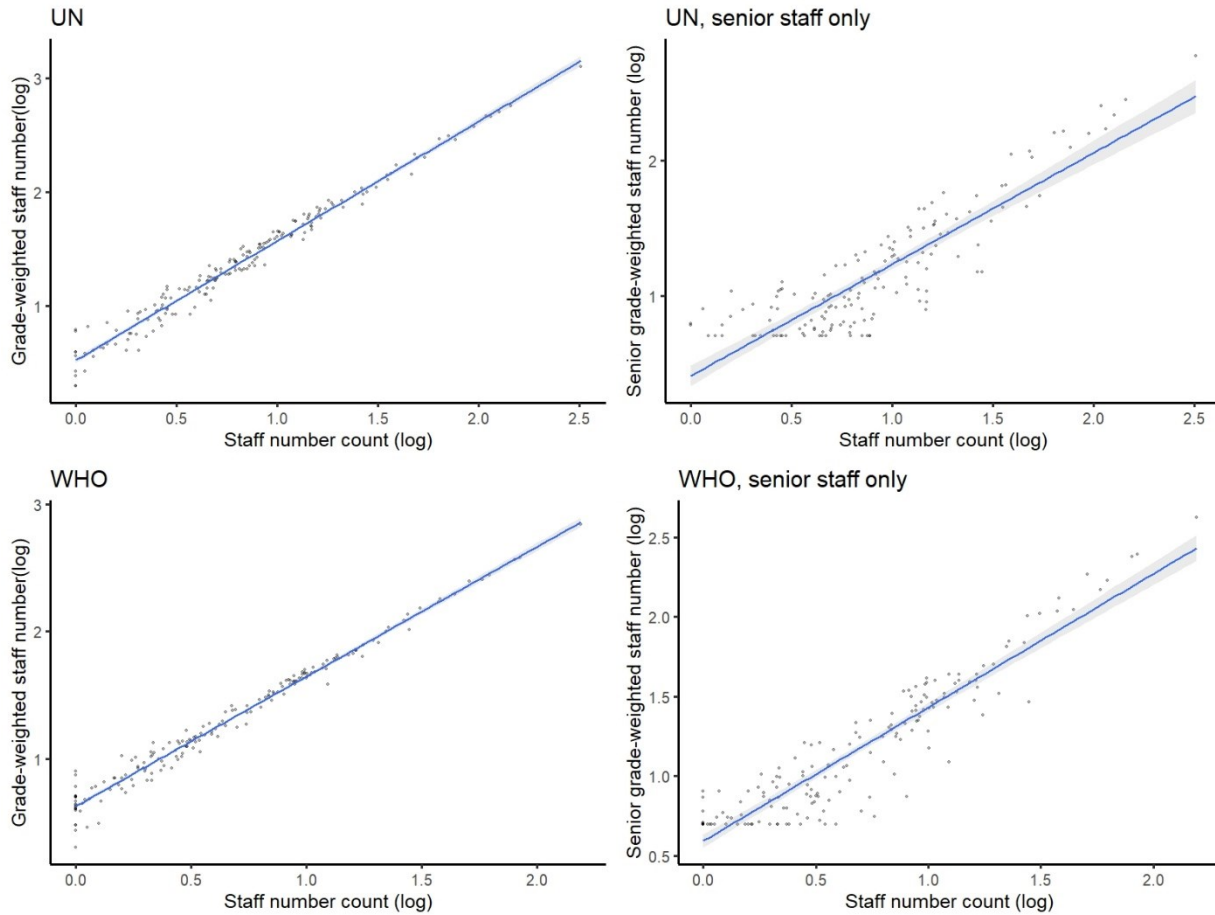 UN
Grade-weighted staff number(log)
3
2
1
0.0 0.5 1.0 1.5 2.0 2.5
Staff number count (log)
UN, senior staff only
Senior grade-weighted staff number (log)
2
1
0.0 0.5 1.0 1.5 2.0 2.5
Staff number count (log)
WHO
Grade-weighted staff number(log)
3
2
1
0.0 0.5 1.0 1.5 2.0
Staff number count (log)
WHO, senior staff only
Senior grade-weighted staff number (log)
2.5
2.0
1.5
1.0
0.5
0.0 0.5 1.0 1.5 2.0
Staff number count (log)